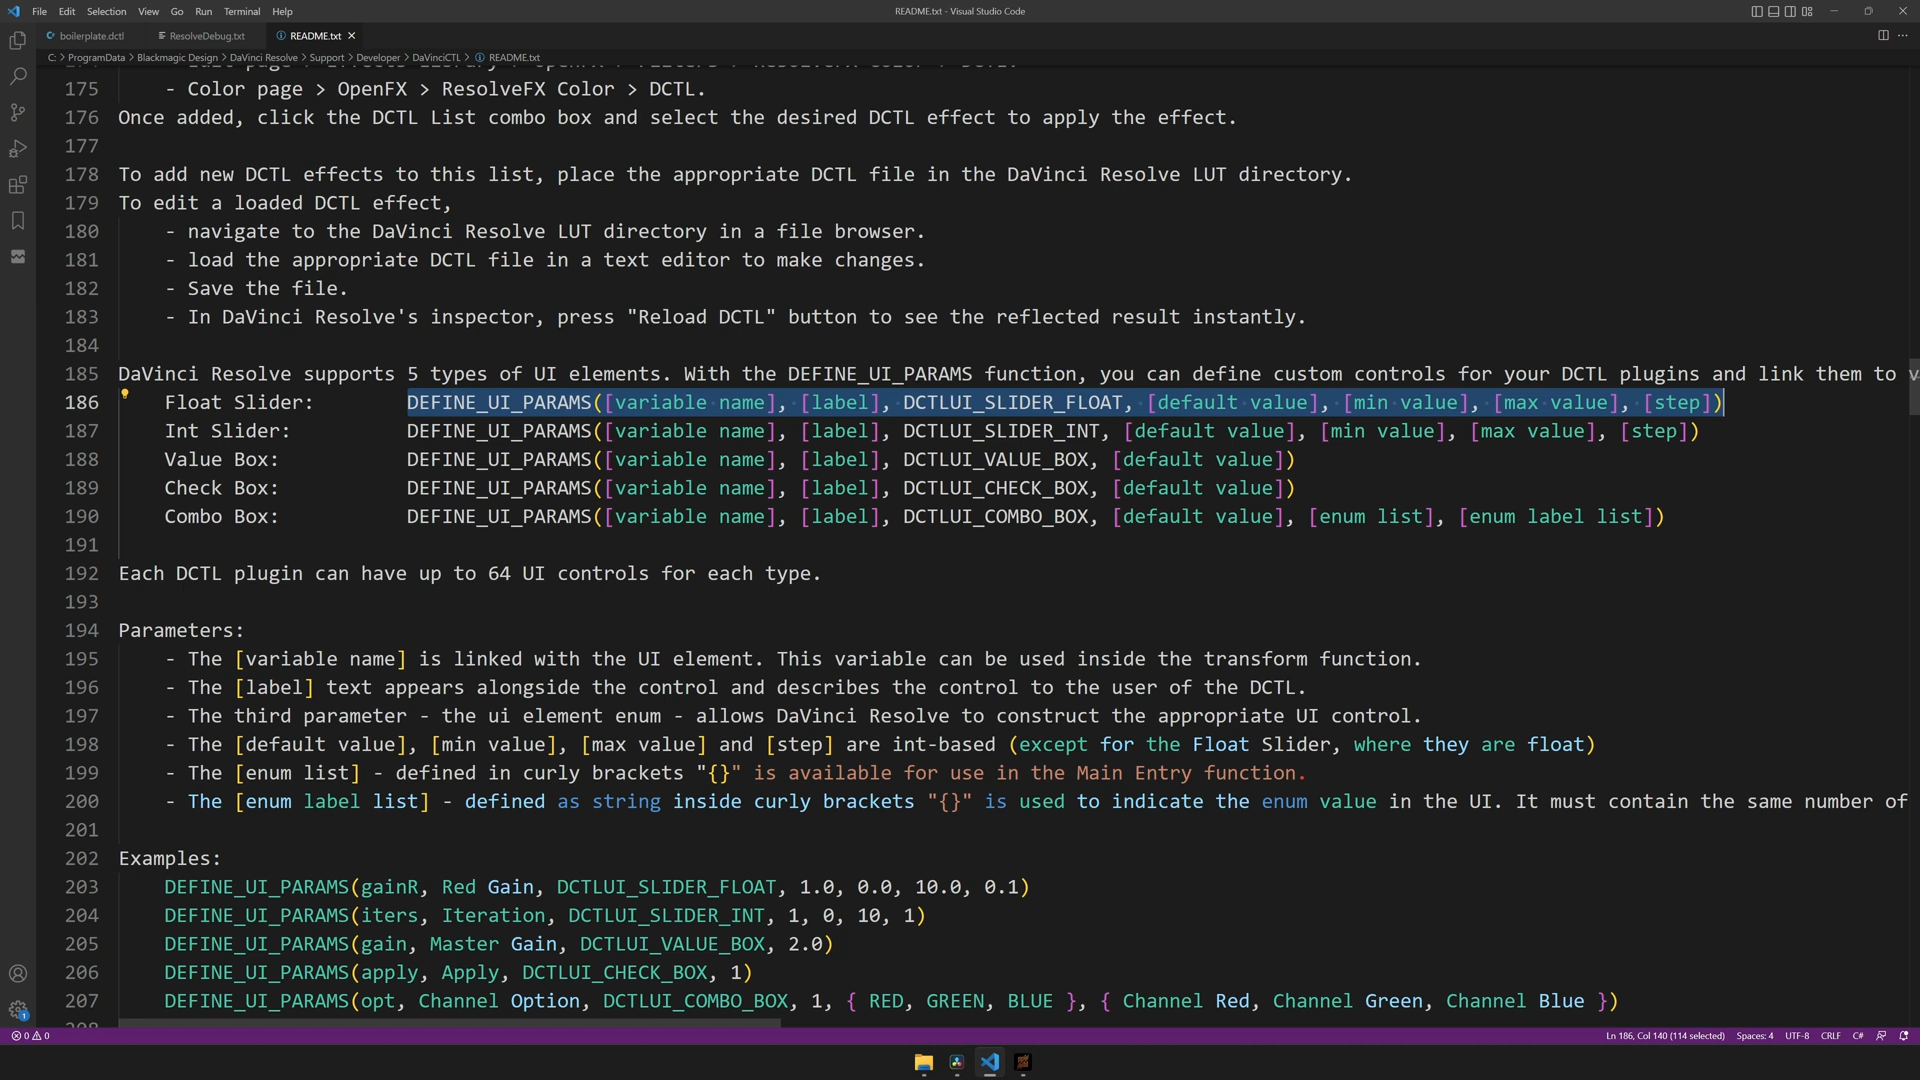 File Edit Selection View Go Run Terminal Help
README.txt - Visual Studio Code
boilerplate.dctl ResolveDebug.txt README.txt
C: > ProgramData > Blackmagic Design > DaVinci Resolve > Support > Developer > DaVinciCTL > README.txt
175 - Color page > OpenFX > ResolveFX Color > DCTL.
176 Once added, click the DCTL List combo box and select the desired DCTL effect to apply the effect.
177
178 To add new DCTL effects to this list, place the appropriate DCTL file in the DaVinci Resolve LUT directory.
179 To edit a loaded DCTL effect,
180 - navigate to the DaVinci Resolve LUT directory in a file browser.
181 - load the appropriate DCTL file in a text editor to make changes.
182 - Save the file.
183 - In DaVinci Resolve's inspector, press "Reload DCTL" button to see the reflected result instantly.
184
185 DaVinci Resolve supports 5 types of UI elements. With the DEFINE_UI_PARAMS function, you can define custom controls for your DCTL plugins and link them to
186 Float Slider: DEFINE_UI_PARAMS([variable name], [label], DCTLUI_SLIDER_FLOAT, [default value], [min value], [max value], [step])
187 Int Slider: DEFINE_UI_PARAMS([variable name], [label], DCTLUI_SLIDER_INT, [default value], [min value], [max value], [step])
188 Value Box: DEFINE_UI_PARAMS([variable name], [label], DCTLUI_VALUE_BOX, [default value])
189 Check Box: DEFINE_UI_PARAMS([variable name], [label], DCTLUI_CHECK_BOX, [default value])
190 Combo Box: DEFINE_UI_PARAMS([variable name], [label], DCTLUI_COMBO_BOX, [default value], [enum list], [enum label list])
191
192 Each DCTL plugin can have up to 64 UI controls for each type.
193
194 Parameters:
195 - The [variable name] is linked with the UI element. This variable can be used inside the transform function.
196 - The [label] text appears alongside the control and describes the control to the user of the DCTL.
197 - The third parameter - the ui element enum - allows DaVinci Resolve to construct the appropriate UI control.
198 - The [default value], [min value], [max value] and [step] are int-based (except for the Float Slider, where they are float)
199 - The [enum list] - defined in curly brackets "{}" is available for use in the Main Entry function.
200 - The [enum label list] - defined as string inside curly brackets "{}" is used to indicate the enum value in the UI. It must contain the same number of
201
202 Examples:
203 DEFINE_UI_PARAMS(gainR, Red Gain, DCTLUI_SLIDER_FLOAT, 1.0, 0.0, 10.0, 0.1)
204 DEFINE_UI_PARAMS(iters, Iteration, DCTLUI_SLIDER_INT, 1, 0, 10, 1)
205 DEFINE_UI_PARAMS(gain, Master Gain, DCTLUI_VALUE_BOX, 2.0)
206 DEFINE_UI_PARAMS(apply, Apply, DCTLUI_CHECK_BOX, 1)
207 DEFINE_UI_PARAMS(opt, Channel Option, DCTLUI_COMBO_BOX, 1, { RED, GREEN, BLUE }, { Channel Red, Channel Green, Channel Blue })
0 0 Ln 186, Col 140 (114 selected) Spaces: 4 UTF-8 CRLF C#